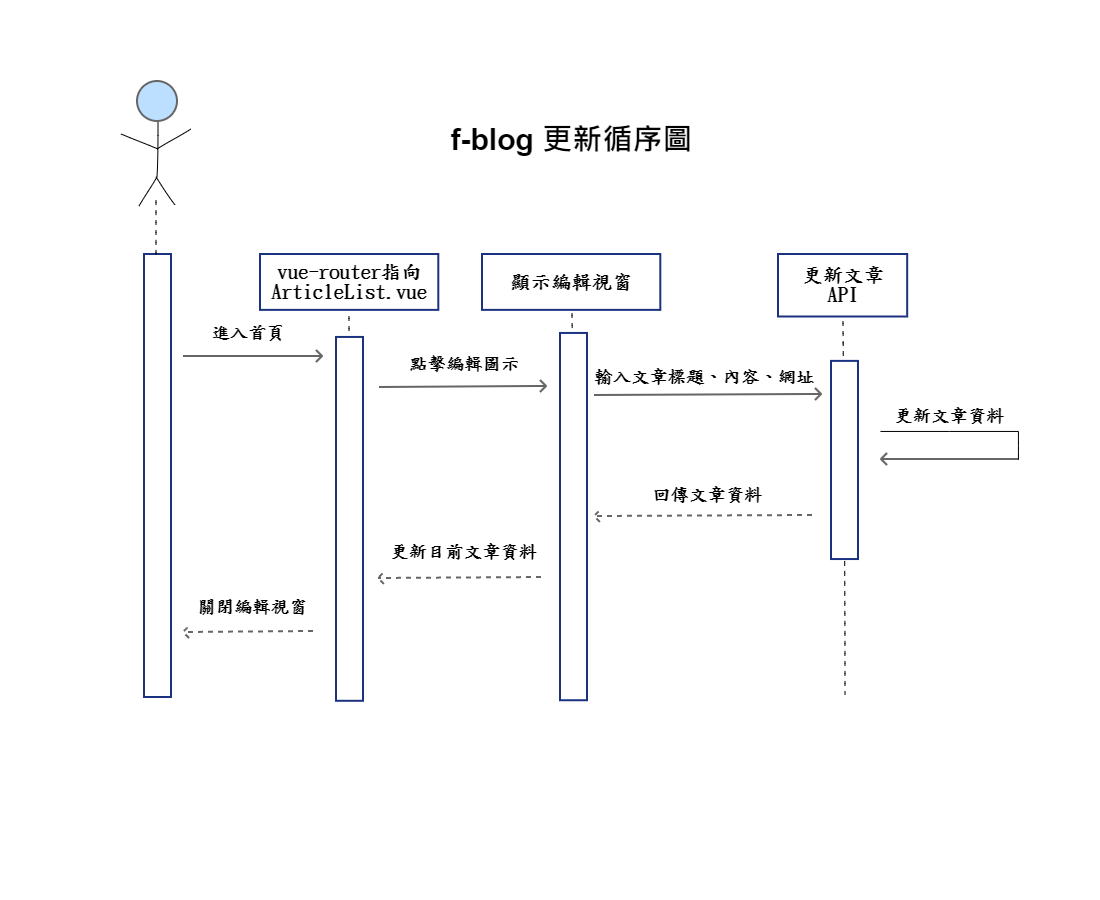 f-blog 更新循序圖
vue-router指向
ArticleList.vue
顯示編輯視窗
更新文章
API
進入首頁
點擊編輯圖示
輸入文章標題、內容、網址
更新文章資料
回傳文章資料
更新目前文章資料
關閉編輯視窗